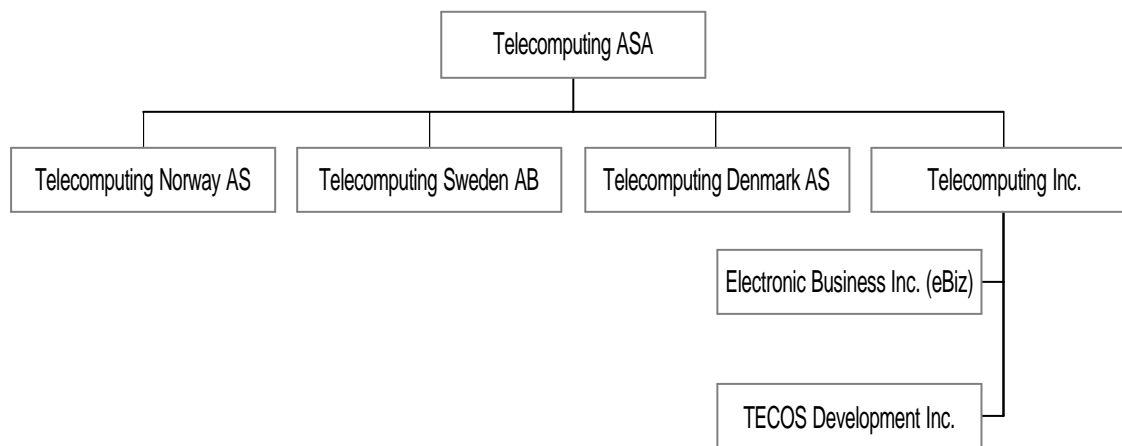 Telecomputing ASA
Telecomputing Norway AS
Telecomputing Sweden AB
Telecomputing Denmark AS
Telecomputing Inc.
Electronic Business Inc. (eBiz)
TECOS Development Inc.